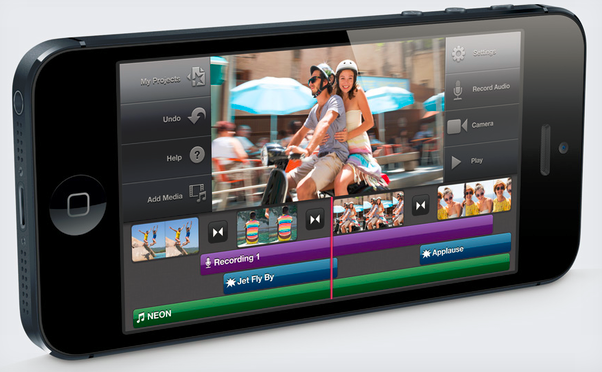 My Projects
Undo
Help
Add Media
Settings
Record Audio
Camera
Play
Recording 1
Jet Fly By
Applause
NEON